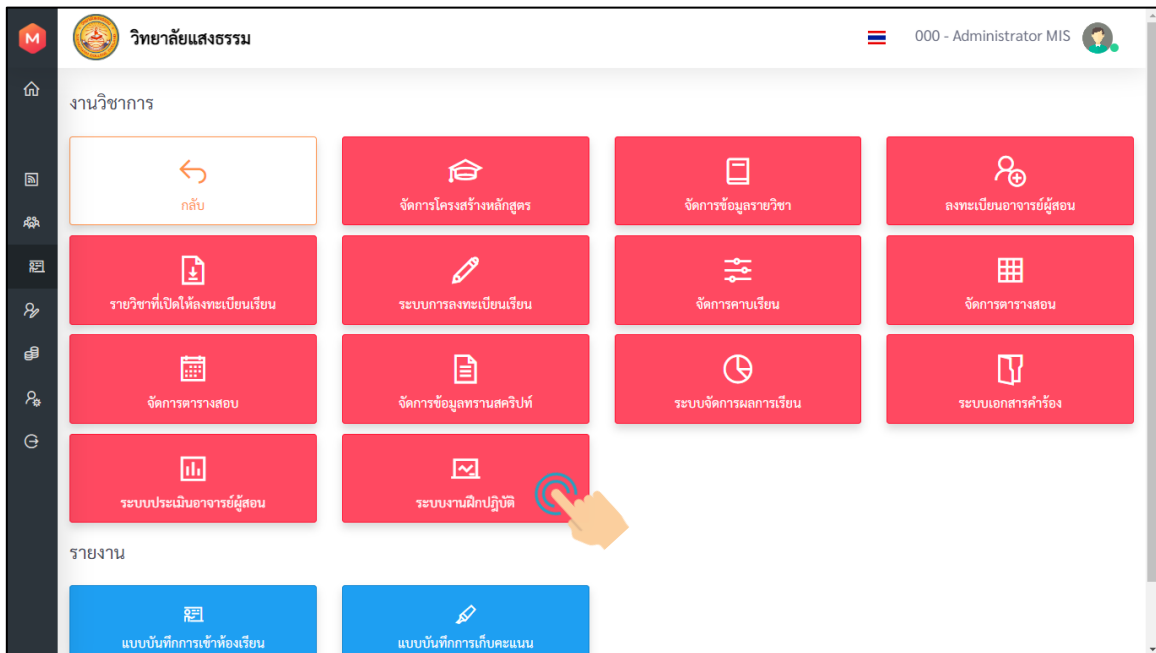 M
วิทยาลัยแสงธรรม
000 - Administrator MIS
งานวิชาการ
กลับ
จัดการโครงสร้างหลักสูตร
จัดการข้อมูลรายวิชา
ลงทะเบียนอาจารย์ผู้สอน
รายวิชาที่เปิดให้ลงทะเบียนเรียน
ระบบการลงทะเบียนเรียน
จัดการคาบเรียน
จัดการตารางสอน
จัดการตารางสอบ
จัดการข้อมูลทรานสคริปท์
ระบบจัดการผลการเรียน
ระบบเอกสารคำร้อง
ระบบประเมินอาจารย์ผู้สอน
ระบบงานฝึกปฎิบัติ
รายงาน
แบบบันทึกการเข้าห้องเรียน
แบบบันทึกการเก็บคะแนน